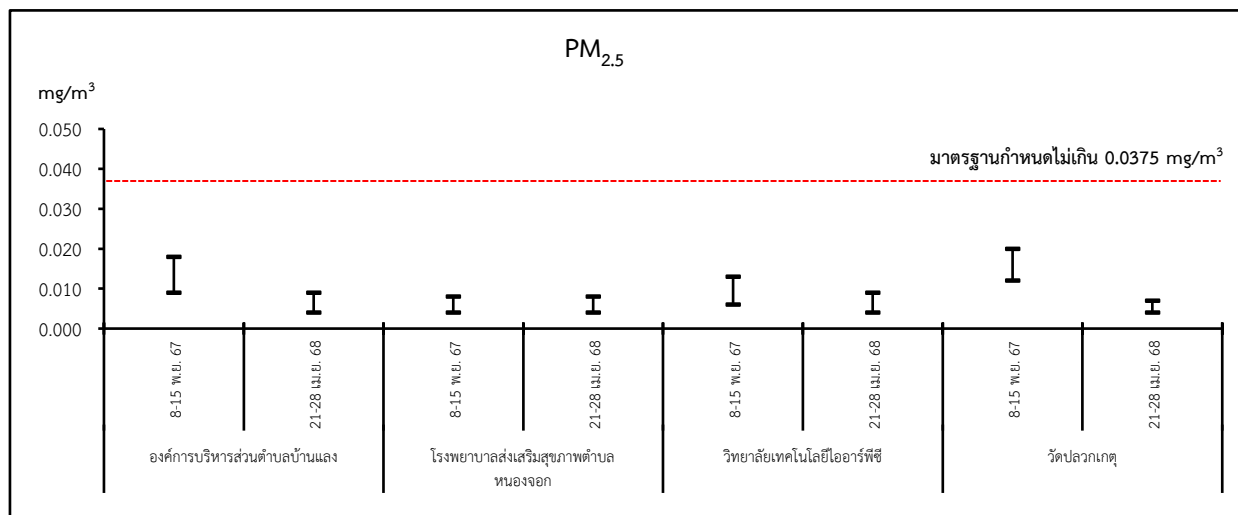 PM2.5
mg/m³
มาตรฐานกำหนดไม่เกิน 0.0375 mg/m³
0.050
0.040
0.030
0.020
0.010
0.000
8-15 พ.ย. 67
21-28 เม.ย. 68
8-15 พ.ย. 67
21-28 เม.ย. 68
8-15 พ.ย. 67
21-28 เม.ย. 68
8-15 พ.ย. 67
21-28 เม.ย. 68
องค์การบริหารส่วนตำบลบ้านแลง
โรงพยาบาลส่งเสริมสุขภาพตำบล
หนองจอก
วิทยาลัยเทคโนโลยีไออาร์พีซี
วัดปลวกเกตุ